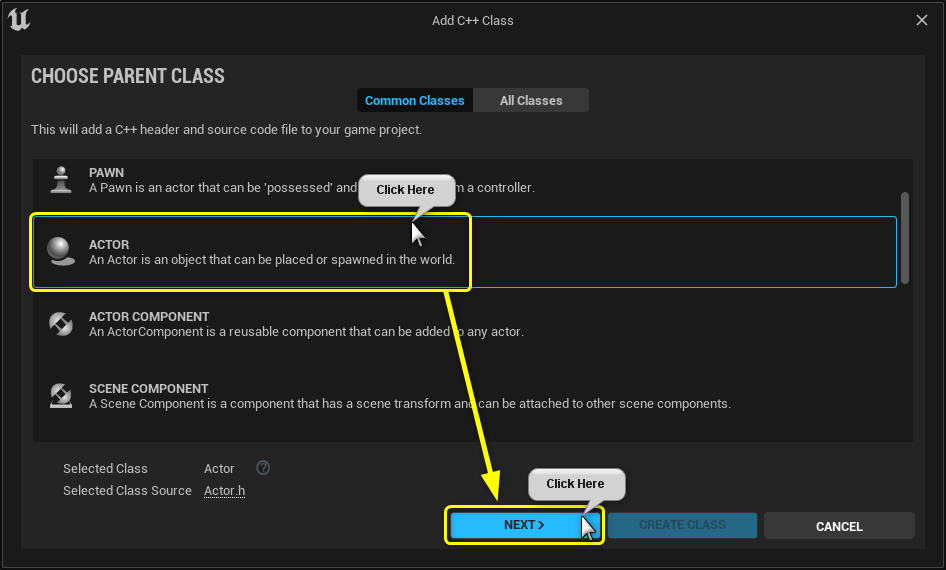 Add C++ Class
CHOOSE PARENT CLASS
Common Classes
All Classes
This will add a C++ header and source code file to your game project.
PAWN
A Pawn is an actor that can be 'possessed' and m a controller.
Click Here
ACTOR
An Actor is an object that can be placed or spawned in the world.
ACTOR COMPONENT
An ActorComponent is a reusable component that can be added to any actor.
SCENE COMPONENT
A Scene Component is a component that has a scene transform and can be attached to other scene components.
Selected Class Actor
Selected Class Source Actor.h
Click Here
NEXT >
CREATE CLASS
CANCEL